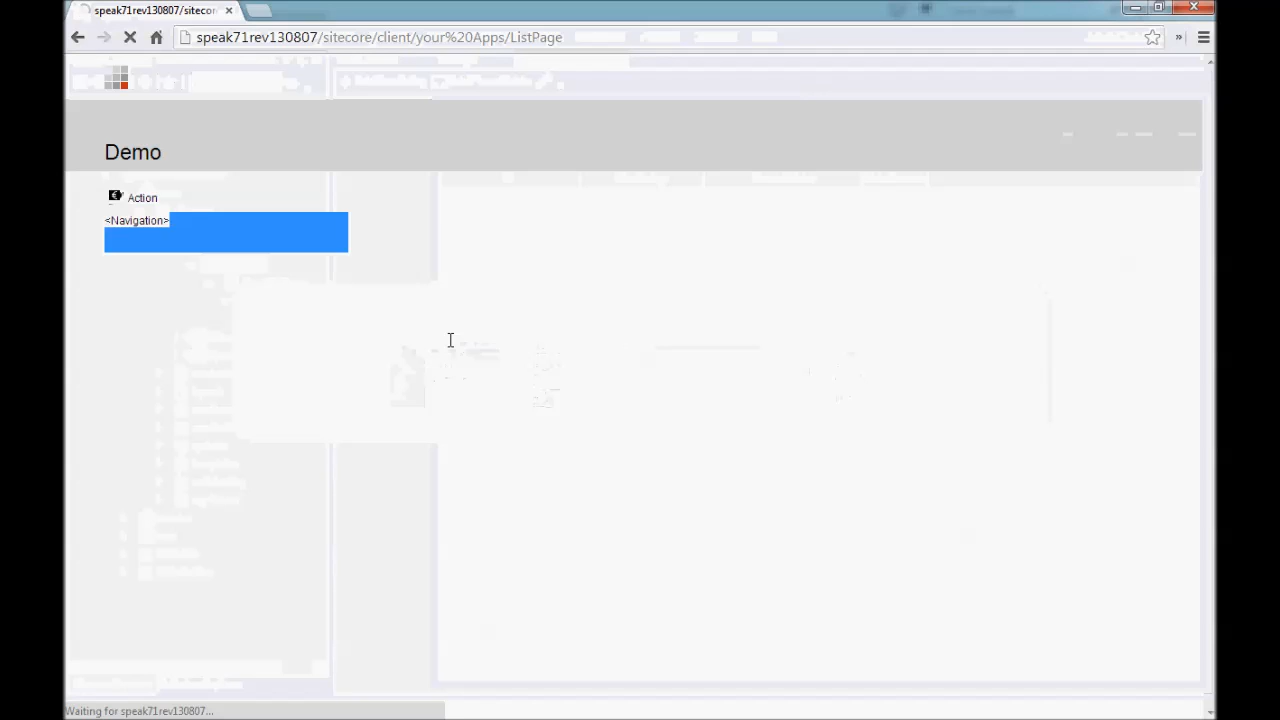 speak71rev130807/sitecor
speak71rev130807/sitecore/client/your%20Apps/ListPage
Demo
Action
<Navigation>
Waiting for speak71rev130807...